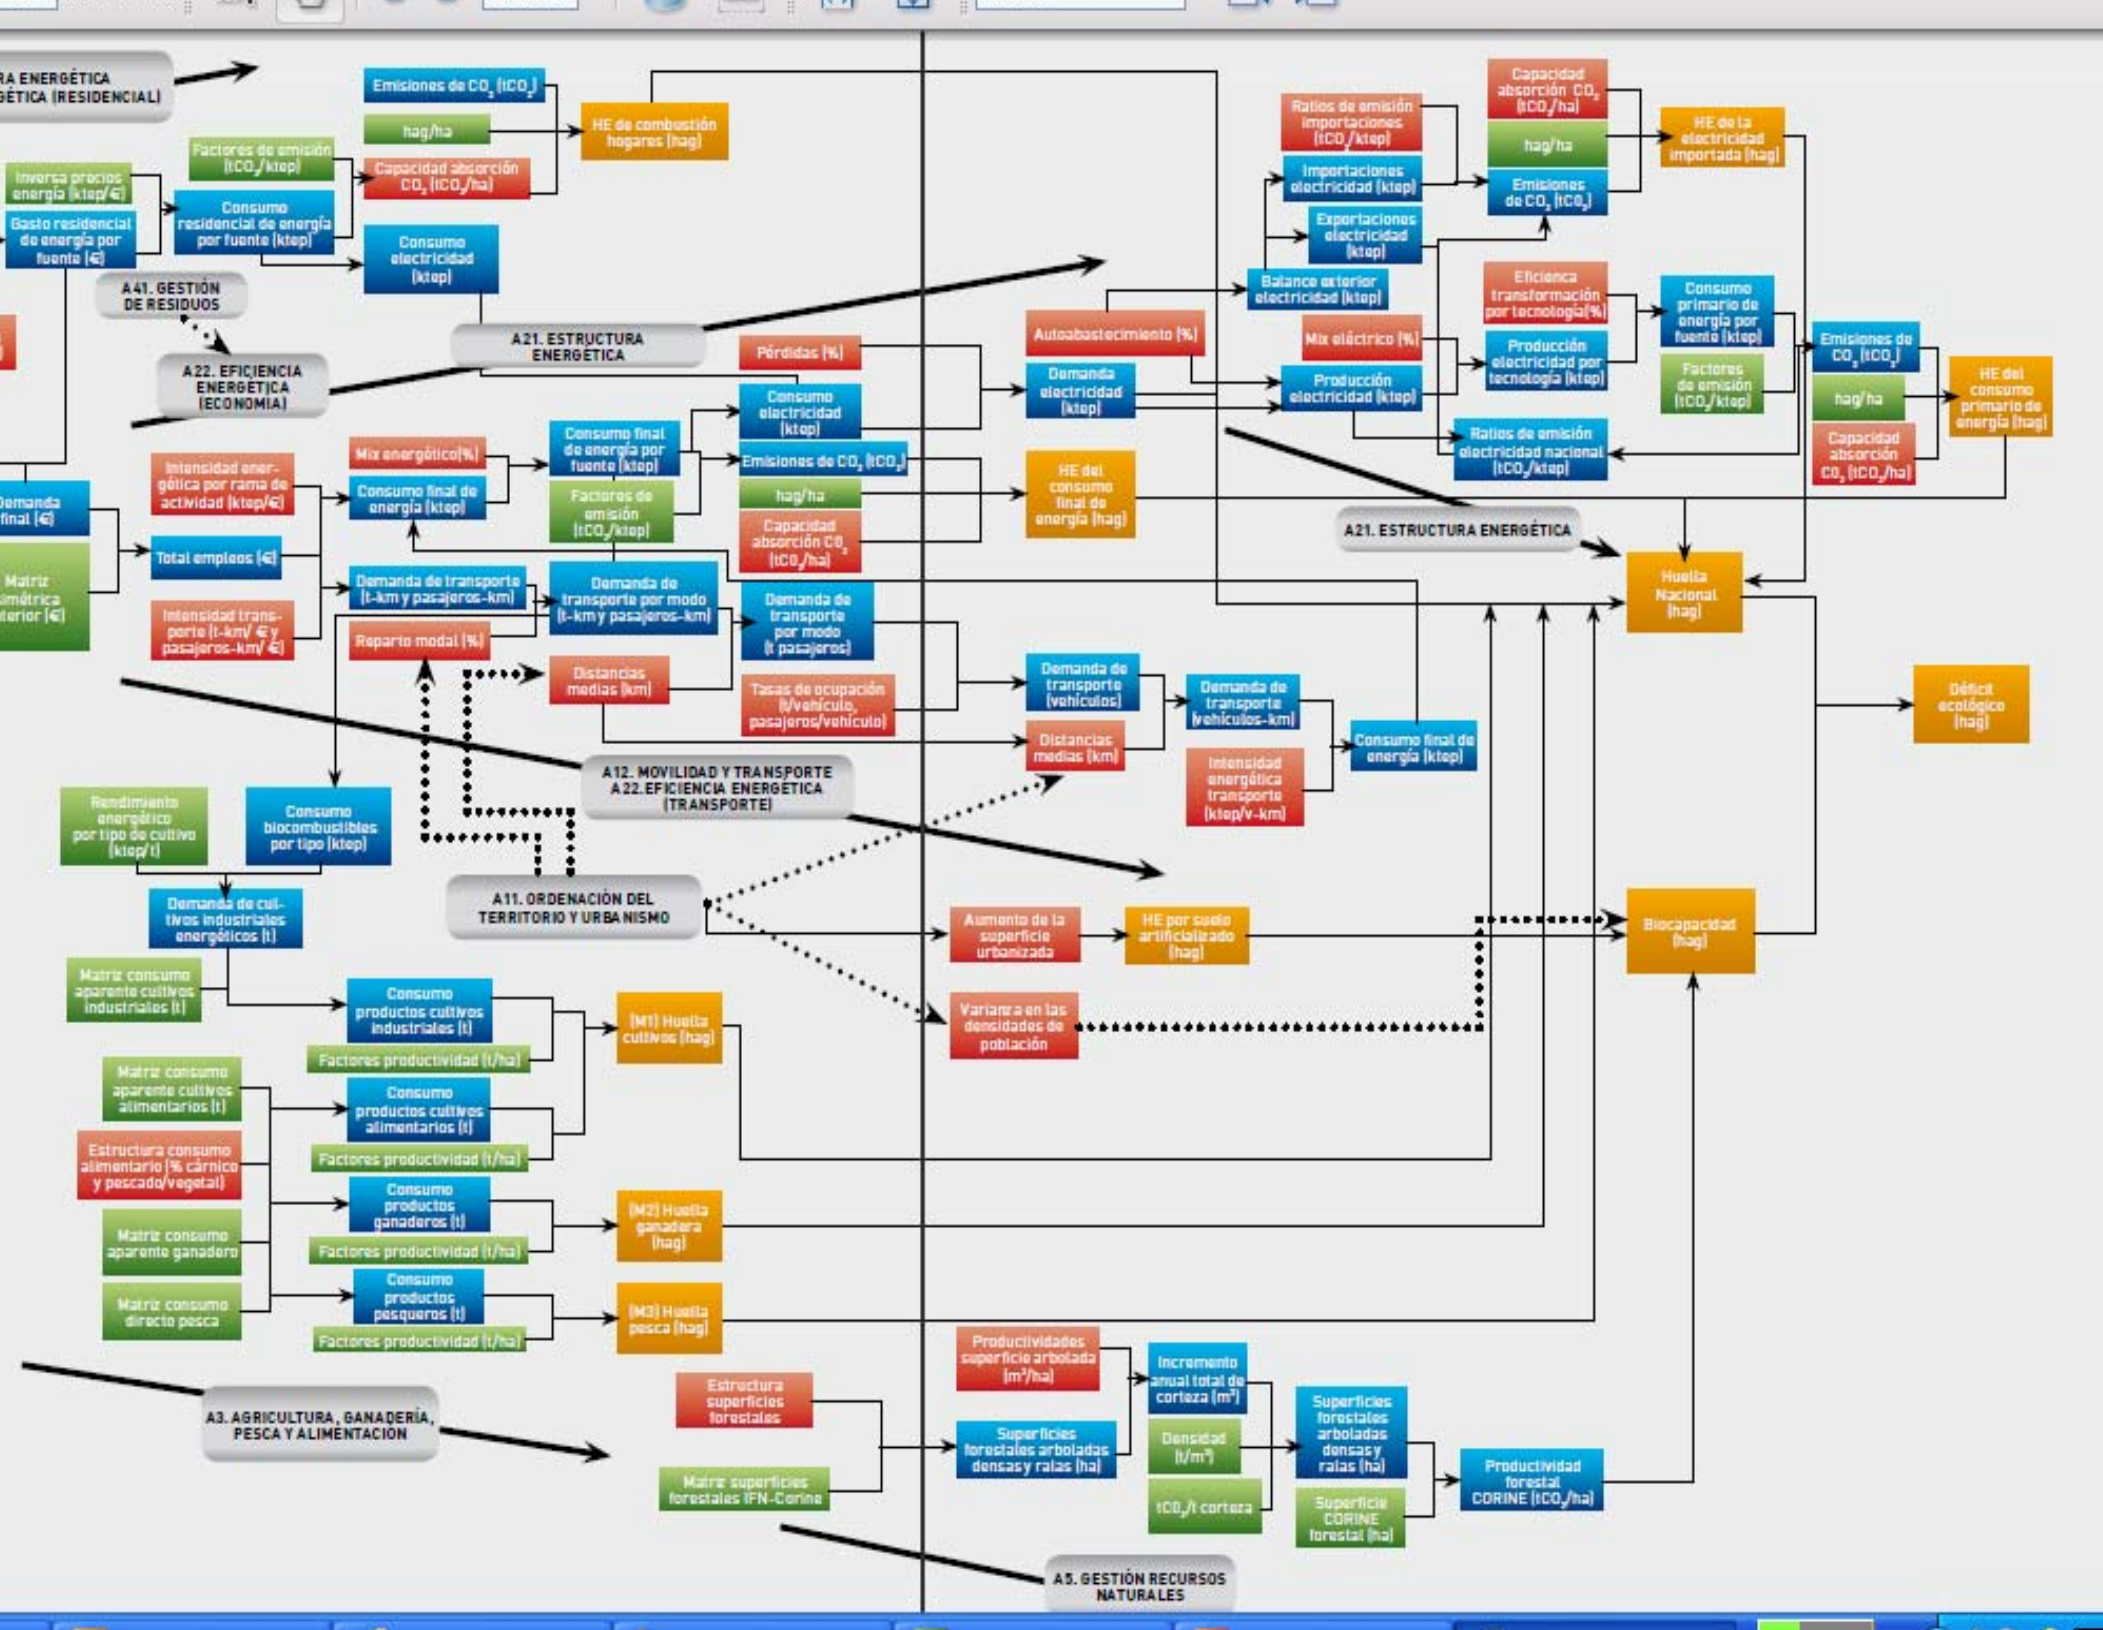 RA ENERGÉTICA
GÉTICA (RESIDENCIAL)
Emisiones de CO₂ (tCO₂)
hag/ha
Capacidad absorción
CO₂ (tCO₂/ha)
HE de combustión
hogares (hag)
Factores de emisión
(tCO₂/ktep)
Inversa precios
energía (ktep/€)
Gasto residencial
de energía por
fuente (€)
Consumo
residencial de energía
por fuente (ktep)
Consumo
electricidad
(ktep)
A41. GESTIÓN
DE RESIDUOS
A22. EFICIENCIA
ENERGÉTICA
(ECONOMIA)
A21. ESTRUCTURA
ENERGÉTICA
Pérdidas (%)
Consumo
electricidad
(ktep)
Emisiones de CO₂ (tCO₂)
hag/ha
Capacidad
absorción CO₂
(tCO₂/ha)
Mix energético(%)
Consumo final de
energía (ktep)
Consumo final
de energía por
fuente (ktep)
Factores de
emisión
(tCO₂/ktep)
Intensidad ener-
gética por rama de
actividad (ktep/€)
Demanda
final (€)
Total empleos (€)
Matriz
simétrica
terior (€)
Intensidad trans-
porte (t-km/ € y
pasajeros-km/ €)
Demanda de transporte
(t-km y pasajeros-km)
Reparto modal (%)
Demanda de
transporte por modo
(t-km y pasajeros-km)
Distancias
medias (km)
Demanda de
transporte
por modo
(t pasajeros)
Tasas de ocupación
(t/vehículo,
pasajeros/vehículo)
A12. MOVILIDAD Y TRANSPORTE
A22.EFICIENCIA ENERGÉTICA
(TRANSPORTE)
Rendimiento
energético
por tipo de cultivo
(ktep/t)
Consumo
biocombustibles
por tipo (ktep)
Demanda de cul-
tivos industriales
energéticos (t)
A11. ORDENACIÓN DEL
TERRITORIO Y URBANISMO
Matriz consumo
aparente cultivos
industriales (t)
Consumo
productos cultivos
industriales (t)
Factores productividad (t/ha)
(M1) Huella
cultivos (hag)
Matriz consumo
aparente cultivos
alimentarios (t)
Consumo
productos cultivos
alimentarios (t)
Factores productividad (t/ha)
Estructura consumo
alimentario (% cárnico
y pescado/vegetal)
Consumo
productos
ganaderos (t)
Factores productividad (t/ha)
(M2) Huella
ganadera
(hag)
Matriz consumo
aparente ganadero
Matriz consumo
directo pesca
Consumo
productos
pesqueros (t)
Factores productividad (t/ha)
(M3) Huella
pesca (hag)
A3. AGRICULTURA, GANADERÍA,
PESCA Y ALIMENTACIÓN
Estructura
superficies
forestales
Matriz superficies
forestales IFN-Corine
Capacidad
absorción CO₂
(tCO₂/ha)
hag/ha
Emisiones
de CO₂ (tCO₂)
HE de la
electricidad
importada (hag)
Ratios de emisión
importaciones
(tCO₂/ktep)
Importaciones
electricidad (ktep)
Exportaciones
electricidad
(ktep)
Balance exterior
electricidad (ktep)
Autoabastecimiento (%)
Demanda
electricidad
(ktep)
HE del
consumo
final de
energía (hag)
Mix eléctrico (%)
Producción
electricidad (ktep)
Eficienca
transformación
por tecnología(%)
Producción
electricidad por
tecnología (ktep)
Ratios de emisión
electricidad nacional
(tCO₂/ktep)
Consumo
primario de
energía por
fuente (ktep)
Factores
de emisión
(tCO₂/ktep)
Emisiones de
CO₂ (tCO₂)
hag/ha
Capacidad
absorción
CO₂ (tCO₂/ha)
HE del
consumo
primario de
energía (hag)
A21. ESTRUCTURA ENERGÉTICA
Huella
Nacional
(hag)
Déficit
ecológico
(hag)
Demanda de
transporte
(vehículos)
Distancias
medias (km)
Demanda de
transporte
(vehículos-km)
Intensidad
energética
transporte
(ktep/v-km)
Consumo final de
energía (ktep)
Aumento de la
superficie
urbanizada
HE por suelo
artificializado
(hag)
Biocapacidad
(hag)
Varianza en las
densidades de
población
Productividades
superficie arbolada
(m³/ha)
Superficies
forestales arboladas
densas y ralas (ha)
Incremento
anual total de
corteza (m³)
Densidad
(t/m³)
tCO₂/t corteza
Superficies
forestales
arboladas
densas y
ralas (ha)
Superficie
CORINE
forestal (ha)
Productividad
forestal
CORINE (tCO₂/ha)
A5. GESTIÓN RECURSOS
NATURALES